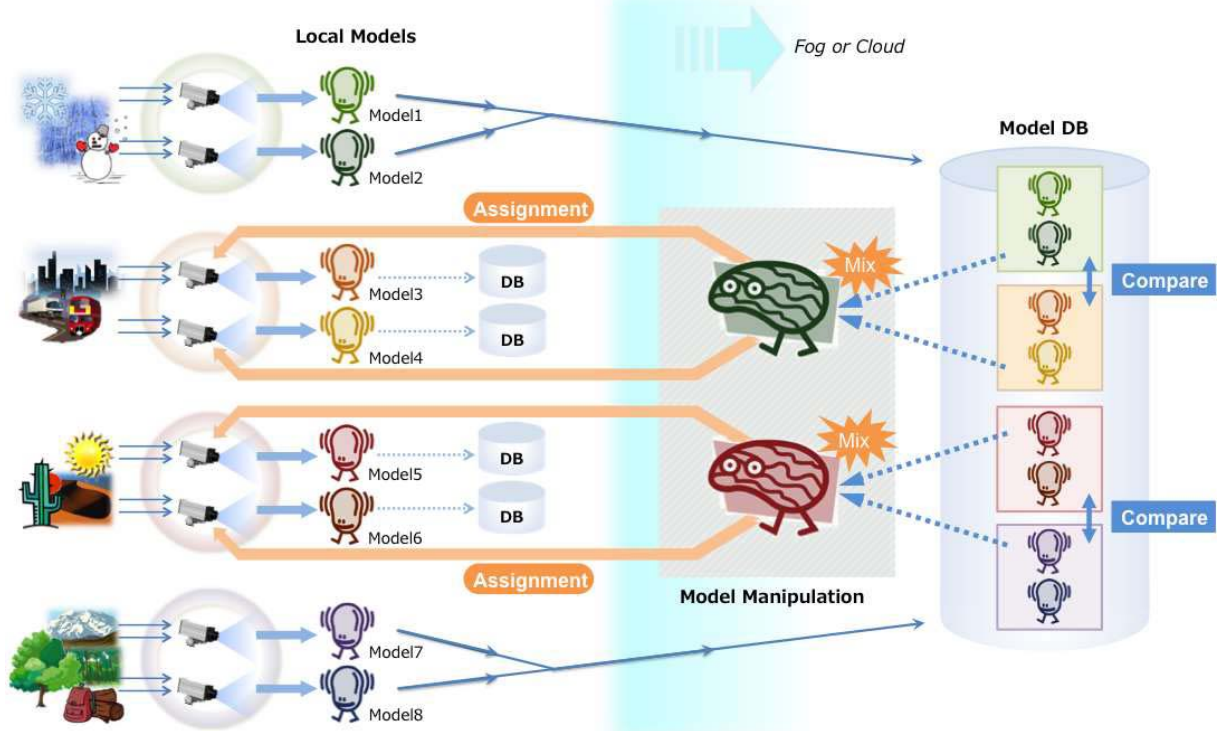 Local Models
Fog or Cloud
Model1
Model2
Model DB
Assignment
Mix
Compare
Model3
DB
Model4
DB
Mix
Model5
DB
Model6
DB
Compare
Assignment
Model Manipulation
Model7
Model8